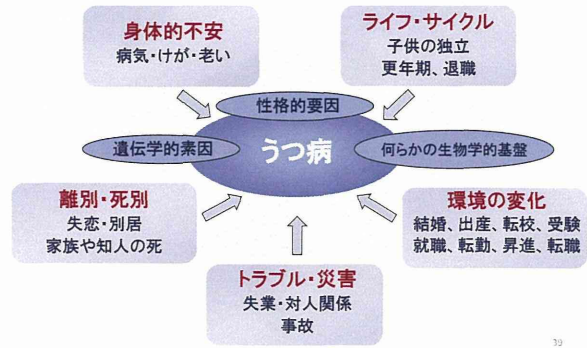 身体的不安
病気・けが・老い
ライフ・サイクル
子供の独立
更年期、退職
性格的要因
遺伝学的素因
うつ病
何らかの生物学的基盤
離別・死別
失恋・別居
家族や知人の死
環境の変化
結婚、出産、転校、受験
就職、転勤、昇進、転職
トラブル・災害
失業・対人関係
事故
39